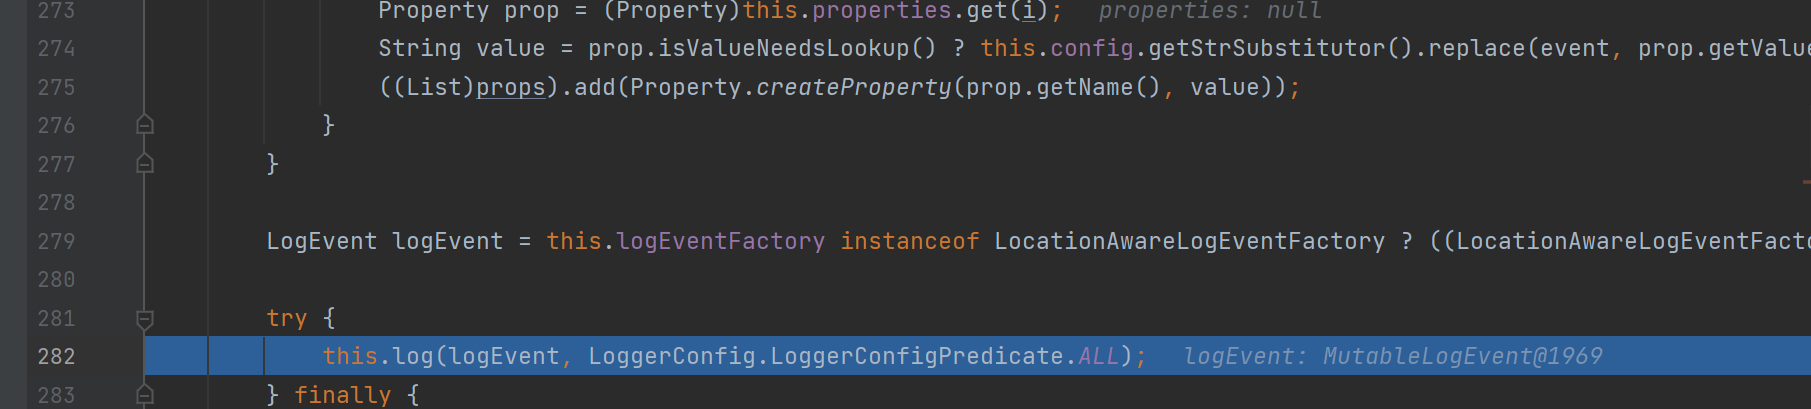 273 Property prop = (Property)this.properties.get(i); properties: null
274 String value = prop.isValueNeedsLookup() ? this.config.getStrSubstitutor().replace(event, prop.getValue
275 ((List)props).add(Property.createProperty(prop.getName(), value));
276 }
277 }
278
279 LogEvent logEvent = this.logEventFactory instanceof LocationAwareLogEventFactory ? ((LocationAwareLogEventFacto
280
281 try {
282 this.log(logEvent, LoggerConfig.LoggerConfigPredicate.ALL); logEvent: MutableLogEvent@1969
283 } finally {